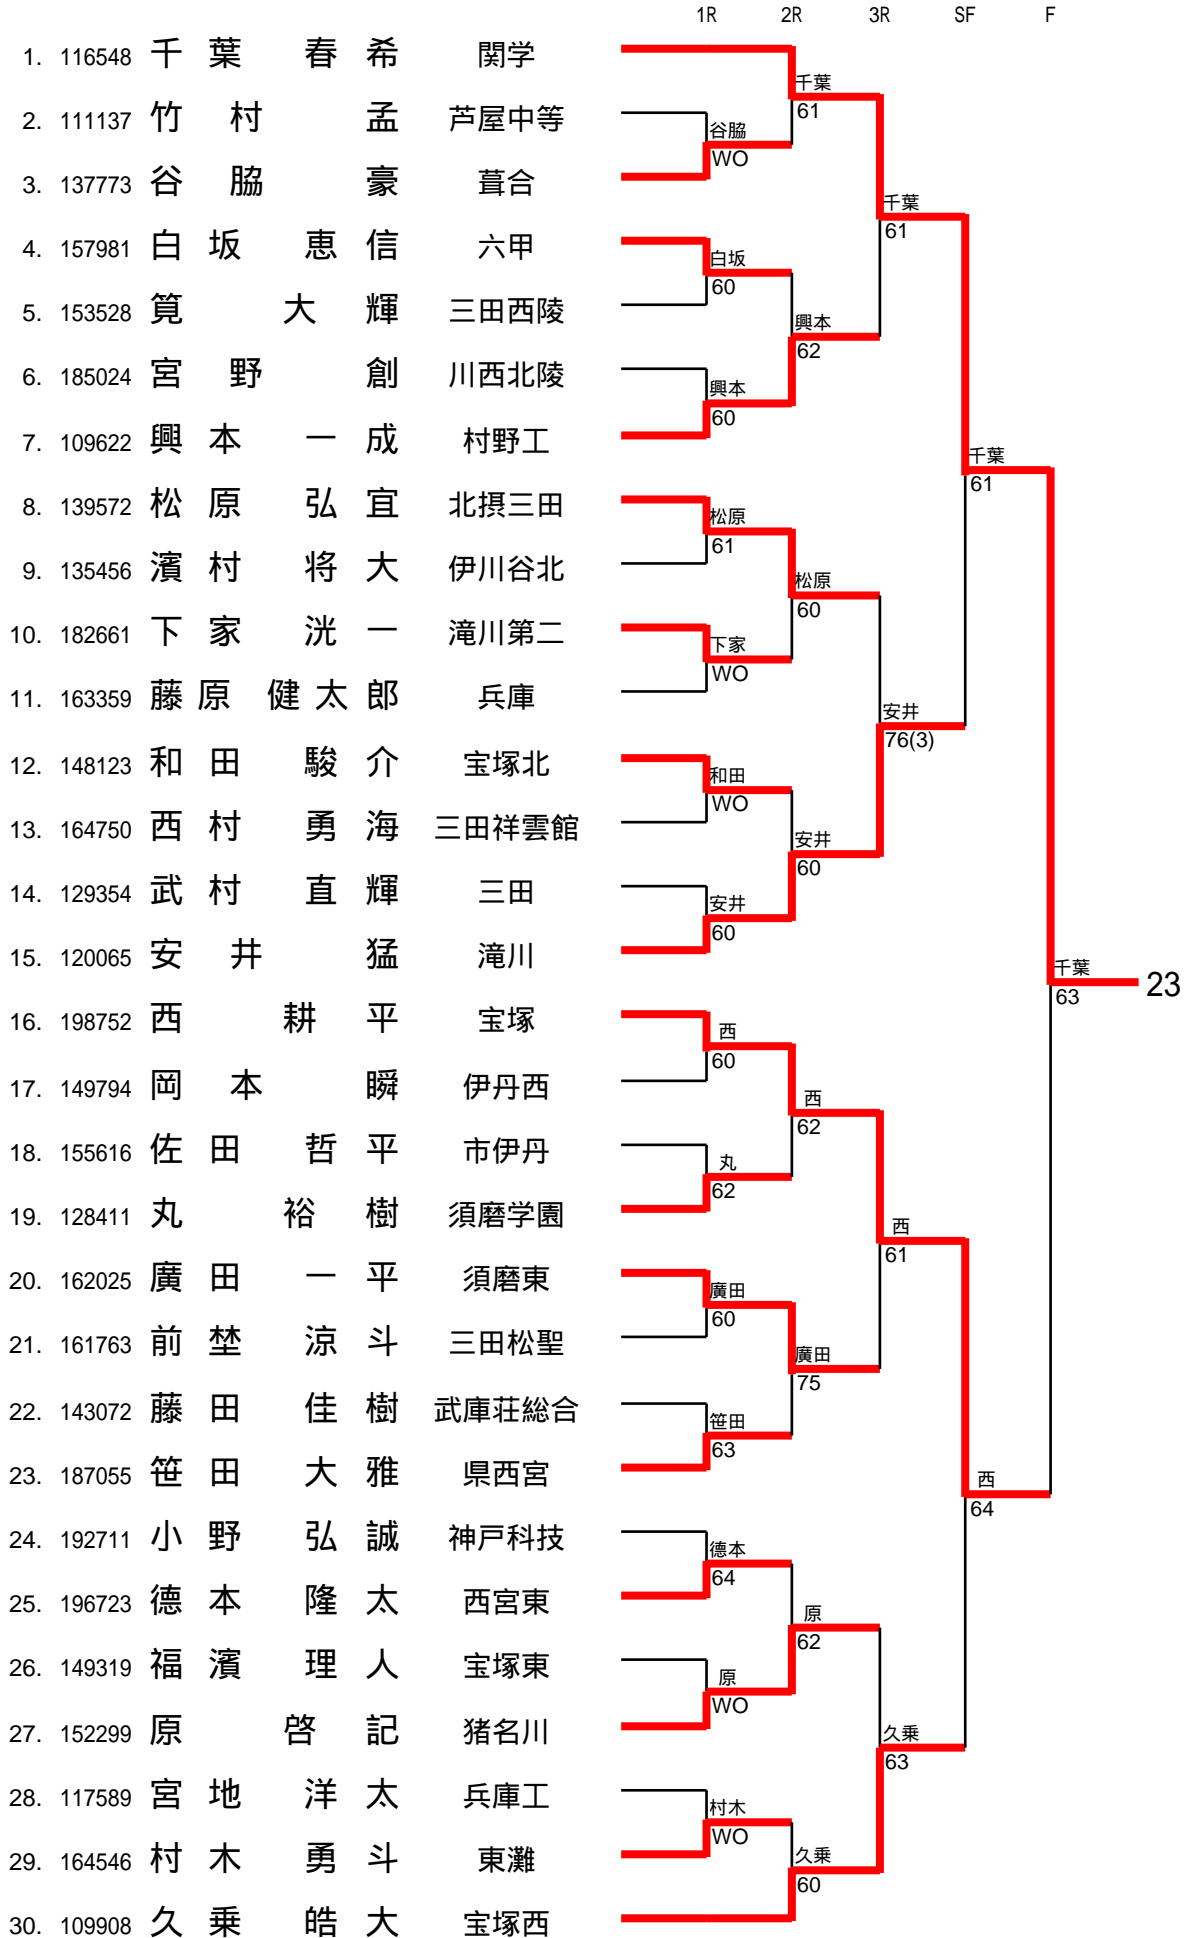 1R 2R 3R SF F
1. 116548 千葉 春希 関学
千葉
61
2. 111137 竹村 孟 芦屋中等
谷脇
WO
3. 137773 谷脇 豪 葺合
千葉
61
4. 157981 白坂 恵信 六甲
白坂
60
5. 153528 筧 大輝 三田西陵
興本
62
6. 185024 宮野 創 川西北陵
興本
60
7. 109622 興本 一成 村野工
千葉
61
8. 139572 松原 弘宜 北摂三田
松原
61
9. 135456 濱村 将大 伊川谷北
松原
60
10. 182661 下家 洸一 滝川第二
下家
WO
11. 163359 藤原 健太郎 兵庫
安井
76(3)
12. 148123 和田 駿介 宝塚北
和田
WO
13. 164750 西村 勇海 三田祥雲館
安井
60
14. 129354 武村 直輝 三田
安井
60
15. 120065 安井 猛 滝川
千葉
63
23
16. 198752 西 耕平 宝塚
西
60
17. 149794 岡本 瞬 伊丹西
西
62
18. 155616 佐田 哲平 市伊丹
丸
62
19. 128411 丸 裕樹 須磨学園
西
61
20. 162025 廣田 一平 須磨東
廣田
60
21. 161763 前埜 涼斗 三田松聖
廣田
75
22. 143072 藤田 佳樹 武庫荘総合
笹田
63
23. 187055 笹田 大雅 県西宮
西
64
24. 192711 小野 弘誠 神戸科技
德本
64
25. 196723 德本 隆太 西宮東
原
62
26. 149319 福濱 理人 宝塚東
原
WO
27. 152299 原 啓記 猪名川
久乗
63
28. 117589 宮地 洋太 兵庫工
村木
WO
29. 164546 村木 勇斗 東灘
久乗
60
30. 109908 久乗 皓大 宝塚西